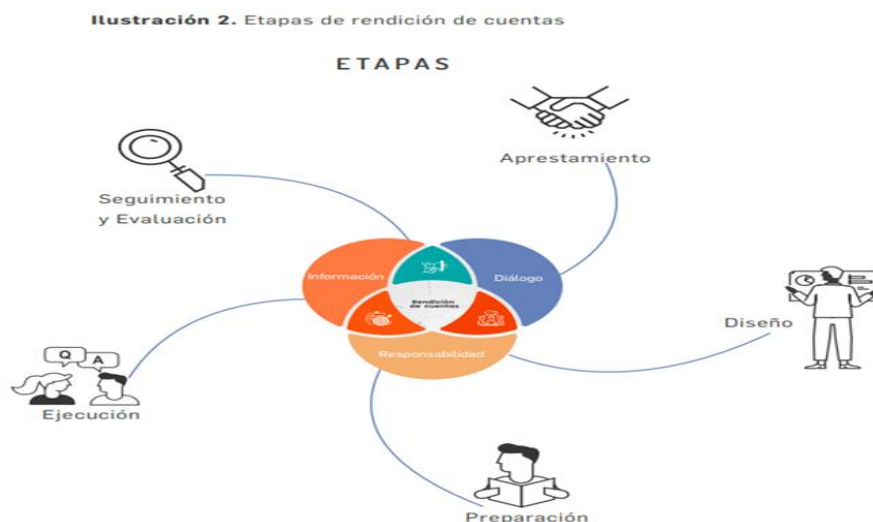 Ilustración 2. Etapas de rendición de cuentas
ETAPAS
Aprestamiento
Seguimiento
y Evaluación
Información
Diálogo
Rendición
de cuentas
Diseño
Responsabilidad
Q
A
Ejecución
Preparación